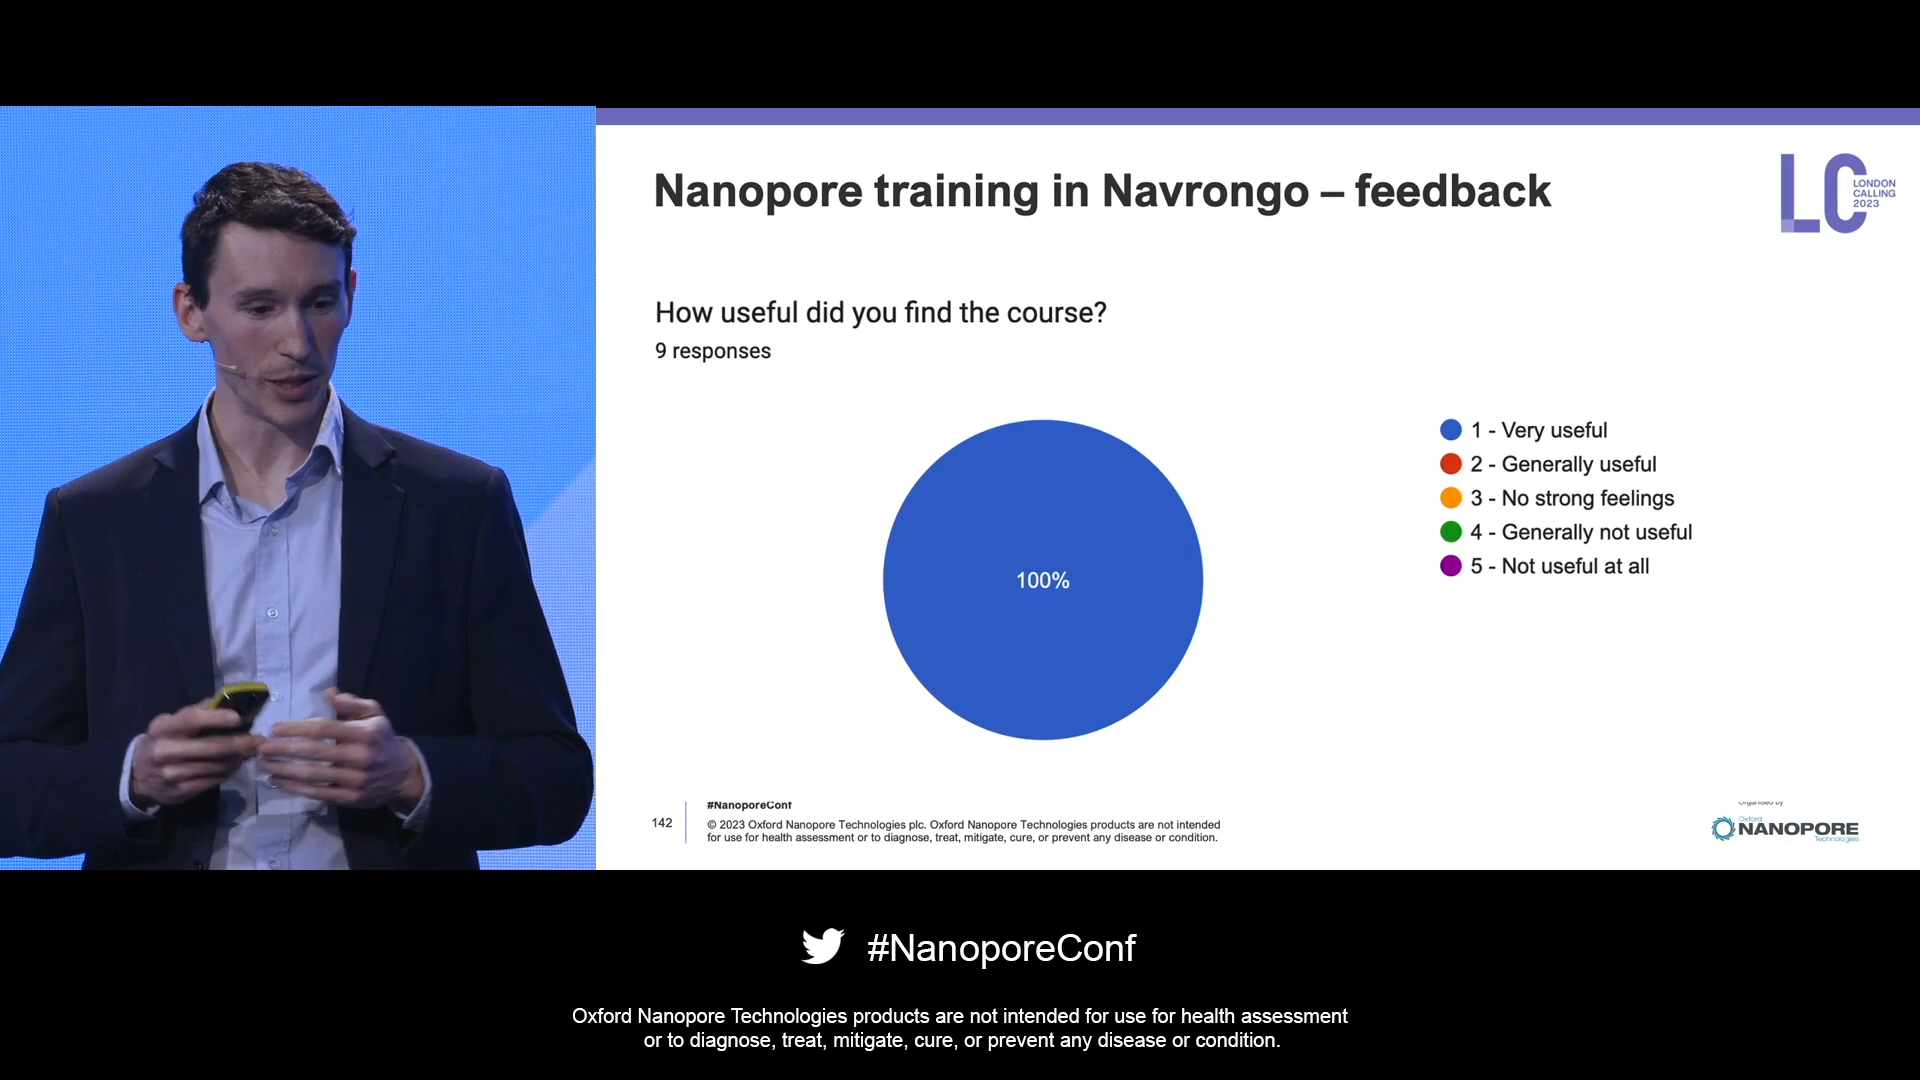 Nanopore training in Navrongo – feedback
LC
LONDON
CALLING
2023
How useful did you find the course?
9 responses
100%
1 - Very useful
2 - Generally useful
3 - No strong feelings
4 - Generally not useful
5 - Not useful at all
142
#NanoporeConf
© 2023 Oxford Nanopore Technologies plc. Oxford Nanopore Technologies products are not intended
for use for health assessment or to diagnose, treat, mitigate, cure, or prevent any disease or condition.
Organised by
Oxford
NANOPORE
Technologies
#NanoporeConf
Oxford Nanopore Technologies products are not intended for use for health assessment
or to diagnose, treat, mitigate, cure, or prevent any disease or condition.